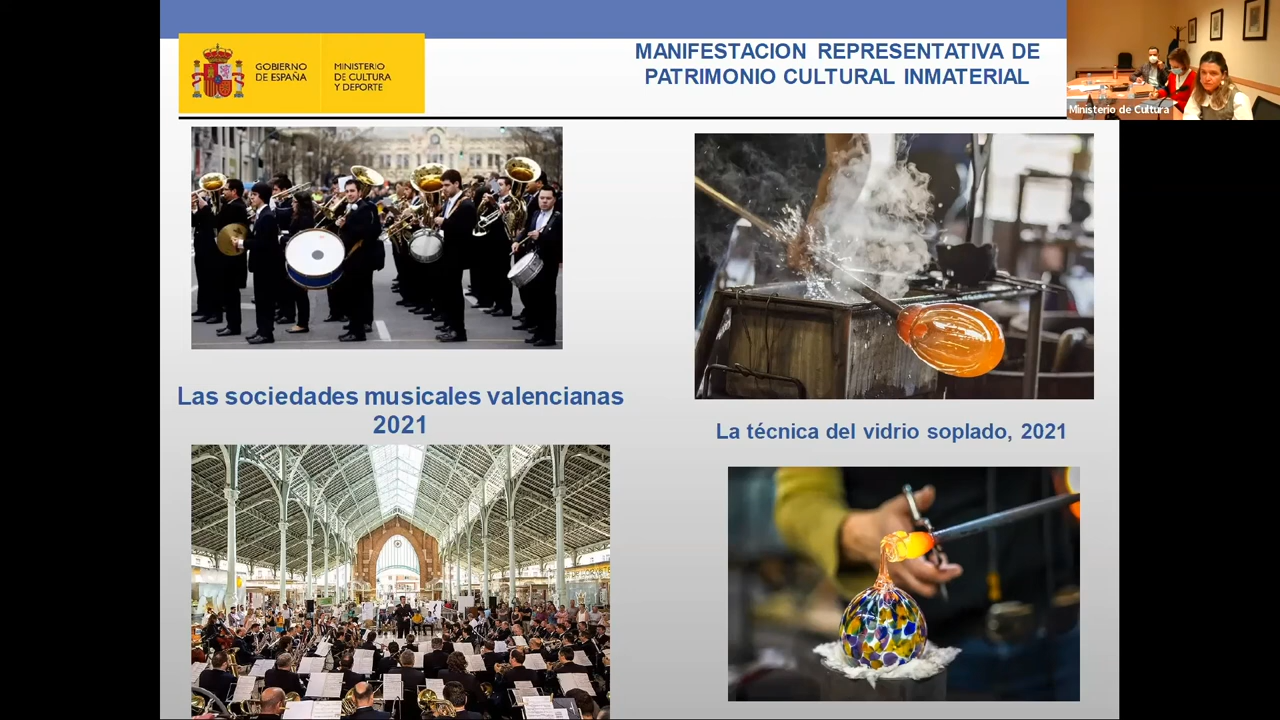 GOBIERNO
DE ESPAÑA
MINISTERIO
DE CULTURA
Y DEPORTE
MANIFESTACION REPRESENTATIVA DE
PATRIMONIO CULTURAL INMATERIAL
Ministerio de Cultura
Las sociedades musicales valencianas
2021
La técnica del vidrio soplado, 2021